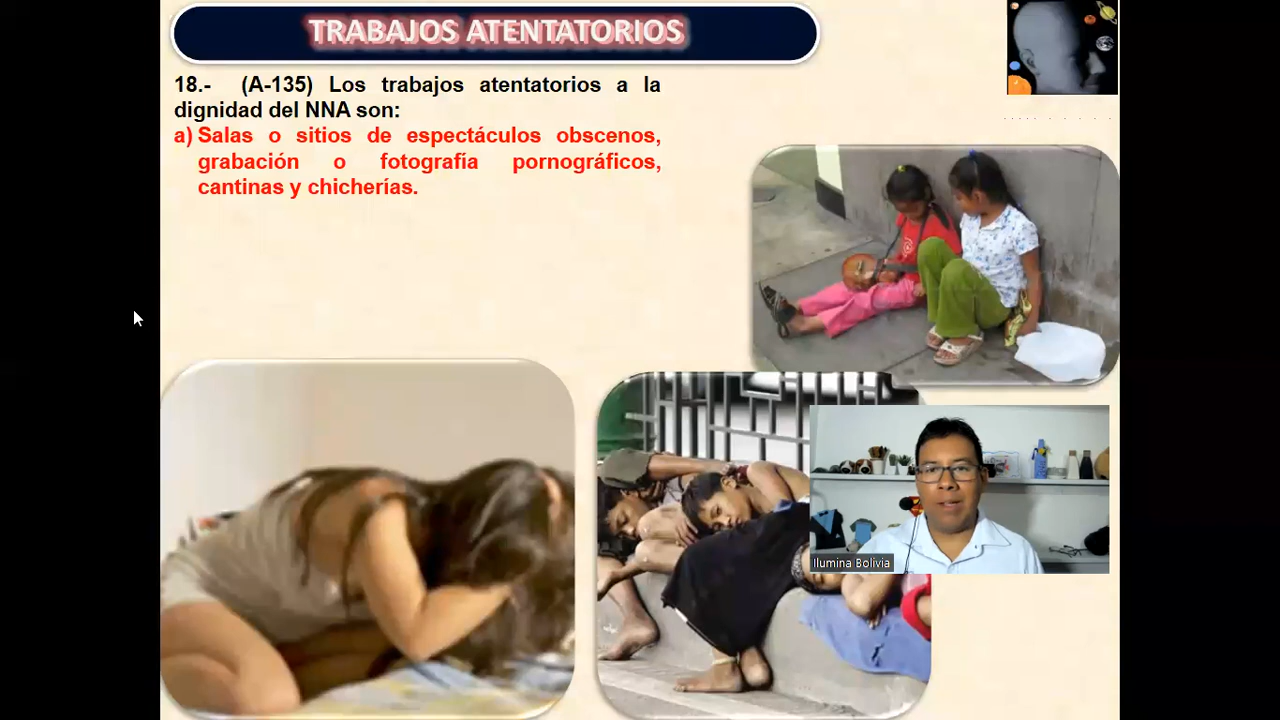 TRABAJOS ATENTATORIOS
18.- (A-135) Los trabajos atentatorios a la
dignidad del NNA son:
a) Salas o sitios de espectáculos obscenos,
grabación o fotografía pornográficos,
cantinas y chicherías.
Ilumina Bolivia